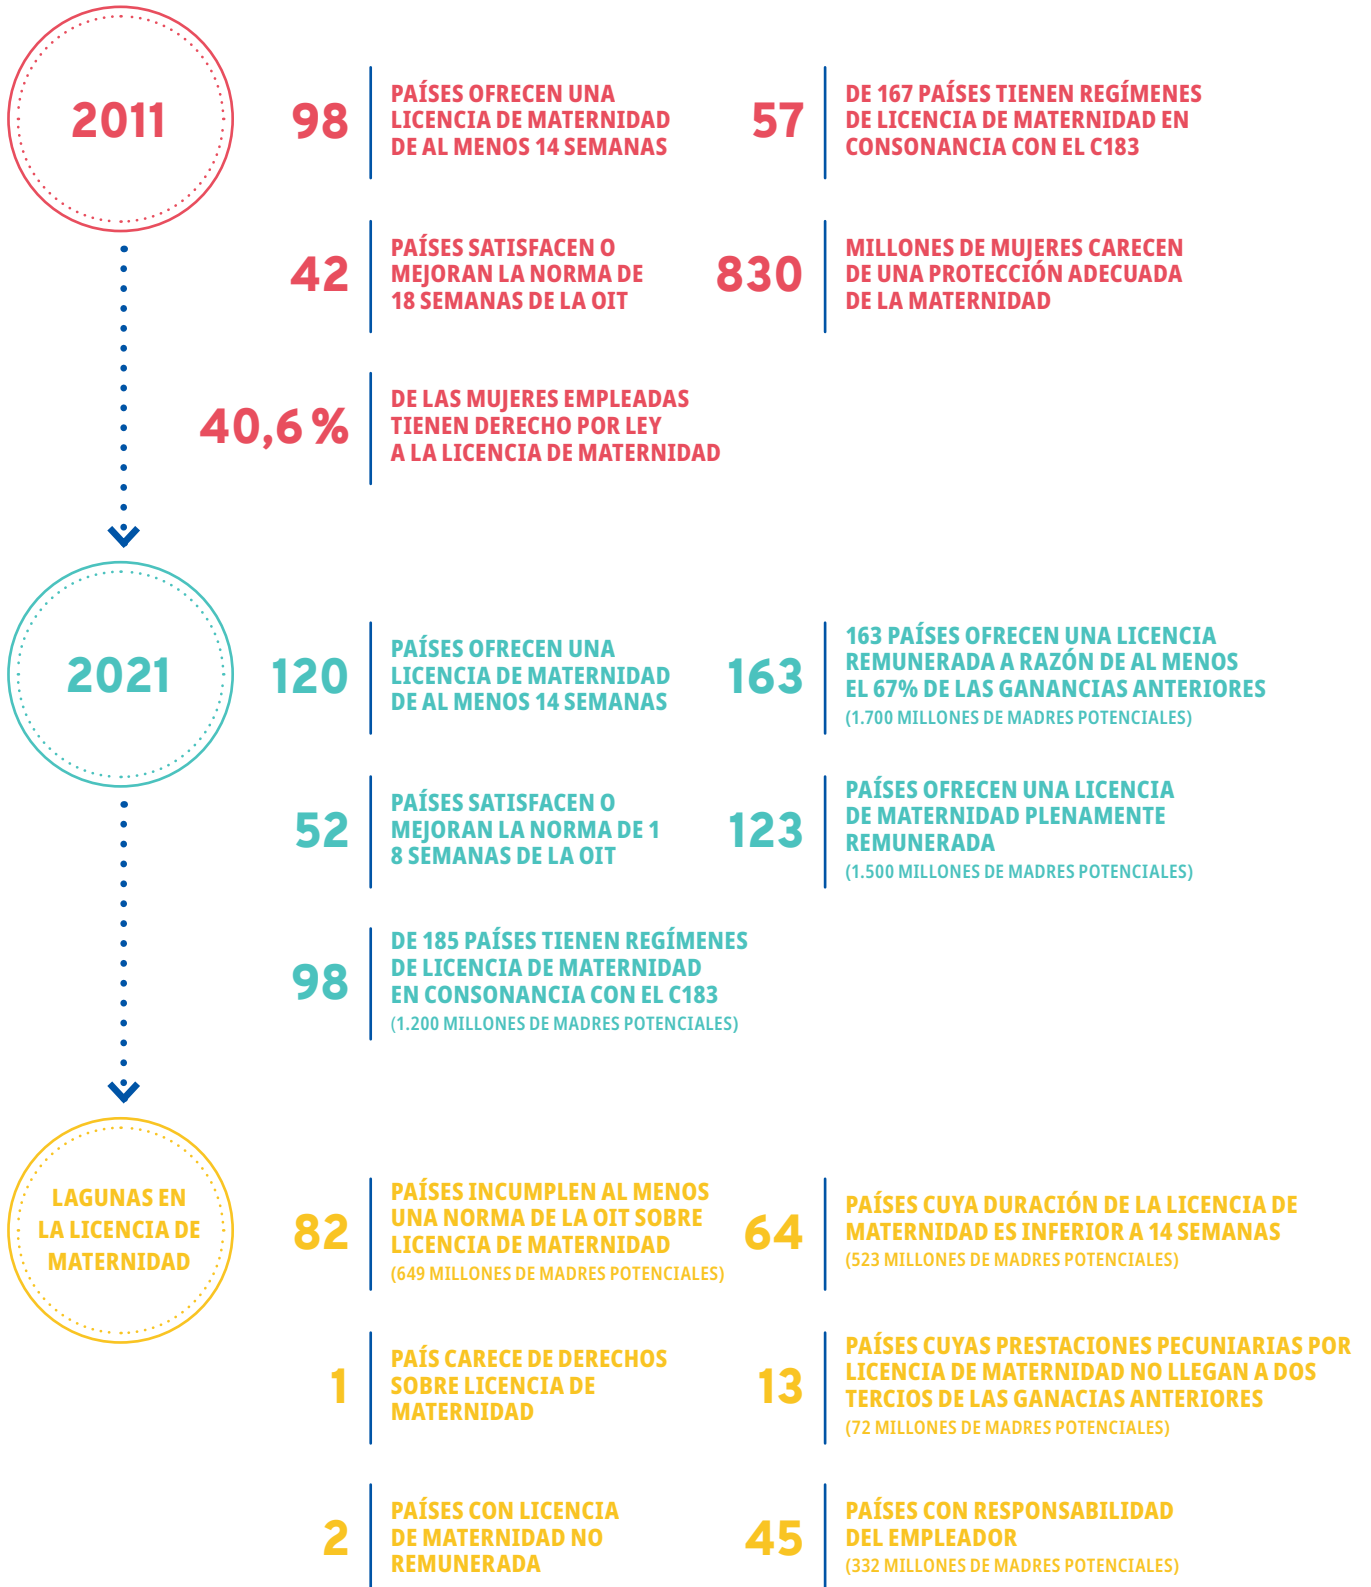 2011
98
PAÍSES OFRECEN UNA
LICENCIA DE MATERNIDAD
DE AL MENOS 14 SEMANAS
57
DE 167 PAÍSES TIENEN REGÍMENES
DE LICENCIA DE MATERNIDAD EN
CONSONANCIA CON EL C183
42
PAÍSES SATISFACEN O
MEJORAN LA NORMA DE
18 SEMANAS DE LA OIT
830
MILLONES DE MUJERES CARECEN
DE UNA PROTECCIÓN ADECUADA
DE LA MATERNIDAD
40,6 %
DE LAS MUJERES EMPLEADAS
TIENEN DERECHO POR LEY
A LA LICENCIA DE MATERNIDAD
2021
120
PAÍSES OFRECEN UNA
LICENCIA DE MATERNIDAD
DE AL MENOS 14 SEMANAS
163
163 PAÍSES OFRECEN UNA LICENCIA
REMUNERADA A RAZÓN DE AL MENOS
EL 67% DE LAS GANANCIAS ANTERIORES
(1.700 MILLONES DE MADRES POTENCIALES)
52
PAÍSES SATISFACEN O
MEJORAN LA NORMA DE 1
8 SEMANAS DE LA OIT
123
PAÍSES OFRECEN UNA LICENCIA
DE MATERNIDAD PLENAMENTE
REMUNERADA
(1.500 MILLONES DE MADRES POTENCIALES)
98
DE 185 PAÍSES TIENEN REGÍMENES
DE LICENCIA DE MATERNIDAD
EN CONSONANCIA CON EL C183
(1.200 MILLONES DE MADRES POTENCIALES)
LAGUNAS EN
LA LICENCIA DE
MATERNIDAD
82
PAÍSES INCUMPLEN AL MENOS
UNA NORMA DE LA OIT SOBRE
LICENCIA DE MATERNIDAD
(649 MILLONES DE MADRES POTENCIALES)
64
PAÍSES CUYA DURACIÓN DE LA LICENCIA DE
MATERNIDAD ES INFERIOR A 14 SEMANAS
(523 MILLONES DE MADRES POTENCIALES)
1
PAÍS CARECE DE DERECHOS
SOBRE LICENCIA DE
MATERNIDAD
13
PAÍSES CUYAS PRESTACIONES PECUNIARIAS POR
LICENCIA DE MATERNIDAD NO LLEGAN A DOS
TERCIOS DE LAS GANACIAS ANTERIORES
(72 MILLONES DE MADRES POTENCIALES)
2
PAÍSES CON LICENCIA
DE MATERNIDAD NO
REMUNERADA
45
PAÍSES CON RESPONSABILIDAD
DEL EMPLEADOR
(332 MILLONES DE MADRES POTENCIALES)